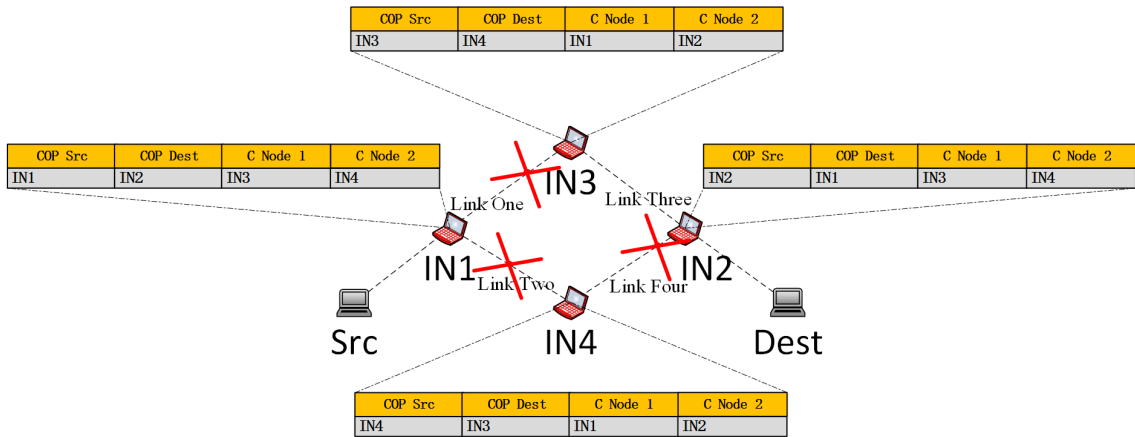 COP Src COP Dest C Node 1 C Node 2
IN3 IN4 IN1 IN2
COP Src COP Dest C Node 1 C Node 2
IN1 IN2 IN3 IN4
COP Src COP Dest C Node 1 C Node 2
IN2 IN1 IN3 IN4
IN3
Link One
Link Three
IN1
IN2
Link Two
Link Four
Src
IN4
Dest
COP Src COP Dest C Node 1 C Node 2
IN4 IN3 IN1 IN2